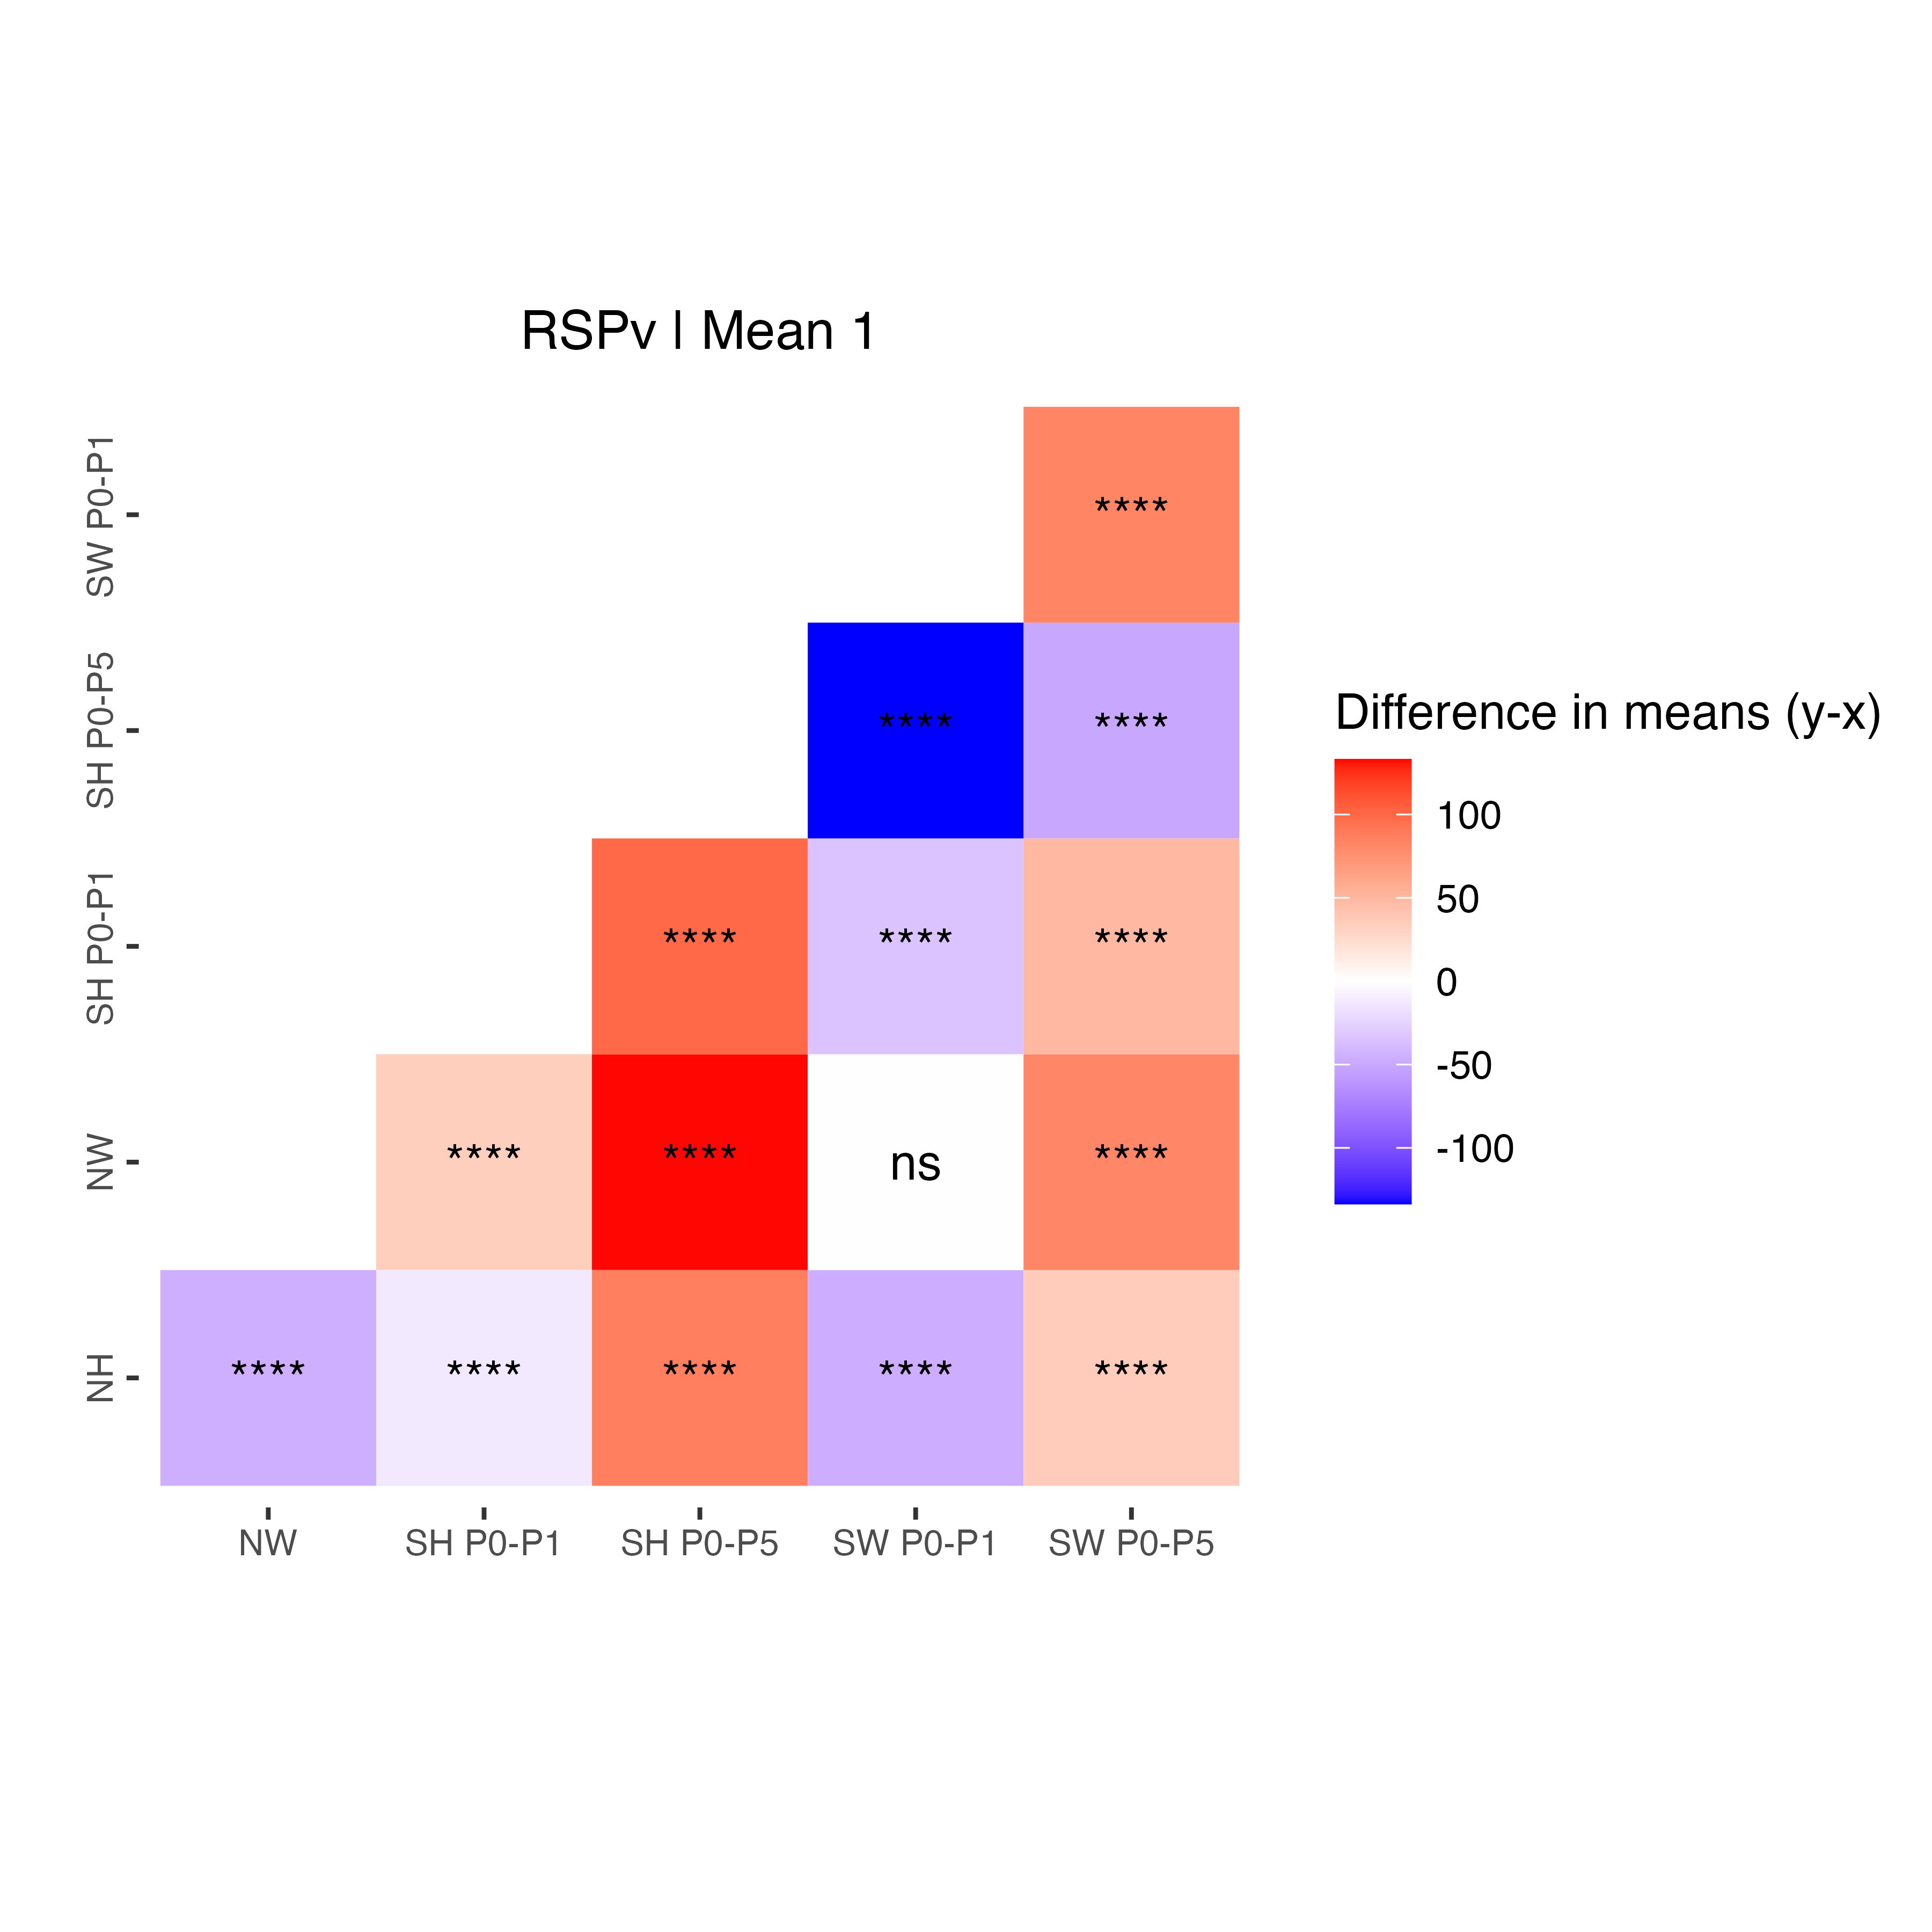 RSPv | Mean 1
SW P0-P1
****
SH P0-P5
**** ****
SH P0-P1
**** **** ****
NW
**** **** ns ****
NH
**** **** **** **** ****
NW SH P0-P1 SH P0-P5 SW P0-P1 SW P0-P5
Difference in means (y-x)
100
50
0
-50
-100